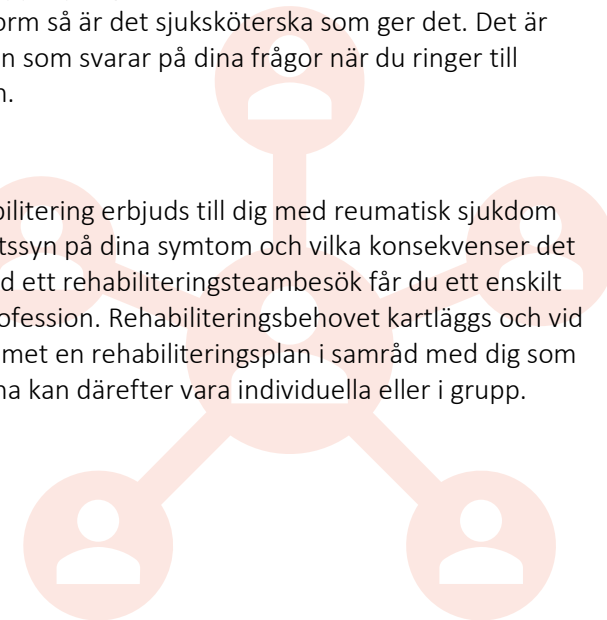 orm så är det sjuksköterska som ger det. Det är
n som svarar på dina frågor när du ringer till
n.
bilitering erbjuds till dig med reumatisk sjukdom
tssyn på dina symtom och vilka konsekvenser det
d ett rehabiliteringsteambesök får du ett enskilt
ofession. Rehabiliteringsbehovet kartläggs och vid
met en rehabiliteringsplan i samråd med dig som
na kan därefter vara individuella eller i grupp.